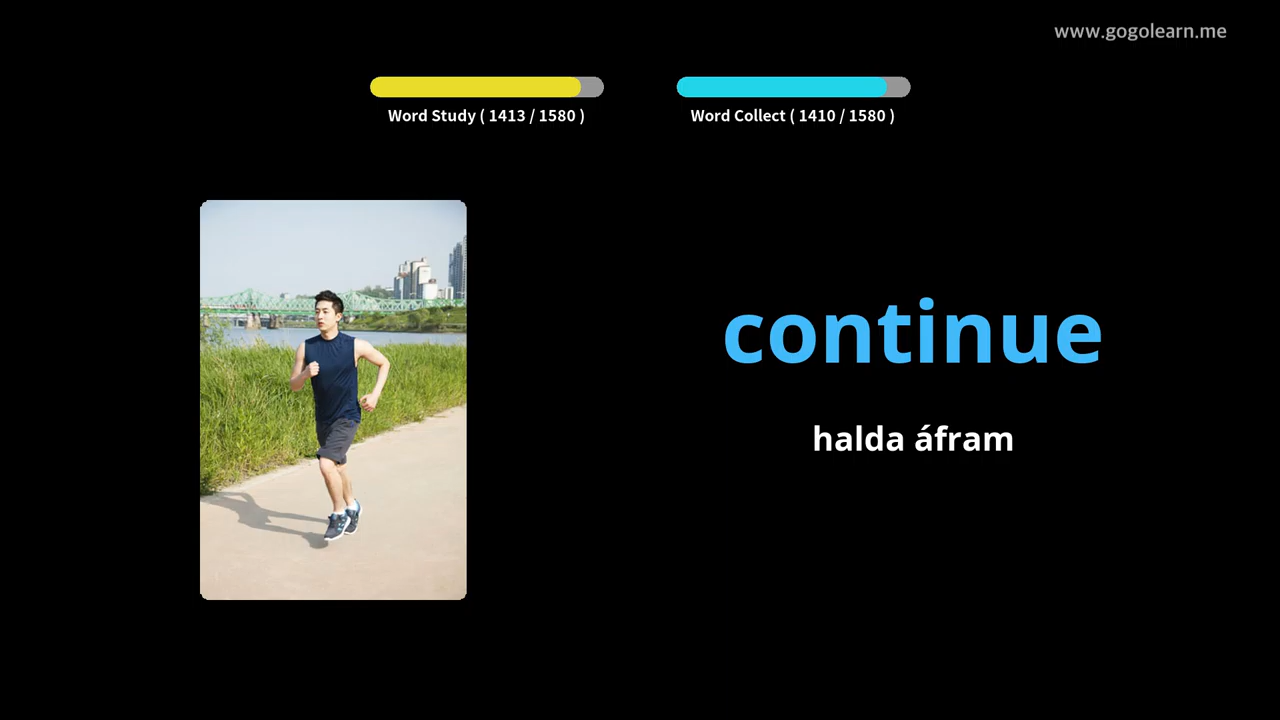 www.gogolearn.me
Word Study ( 1413 / 1580 )
Word Collect ( 1410 / 1580 )
continue
halda áfram